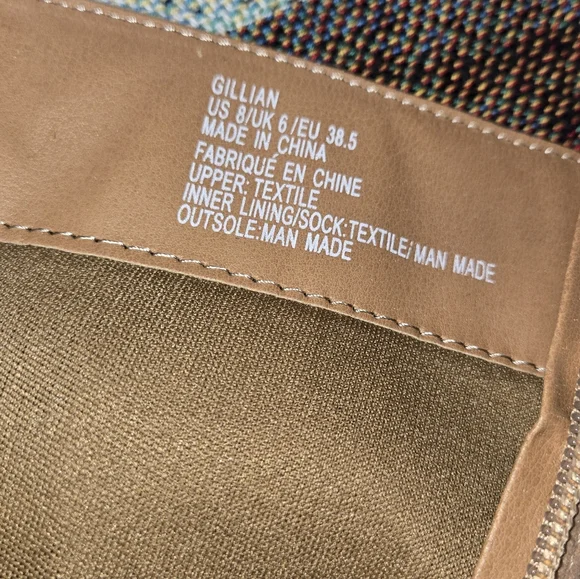 GILLIAN
US 8/UK 6/EU 38.5
MADE IN CHINA
FABRIQUÉ EN CHINE
UPPER: TEXTILE
INNER LINING/SOCK:TEXTILE/MAN MADE
OUTSOLE:MAN MADE